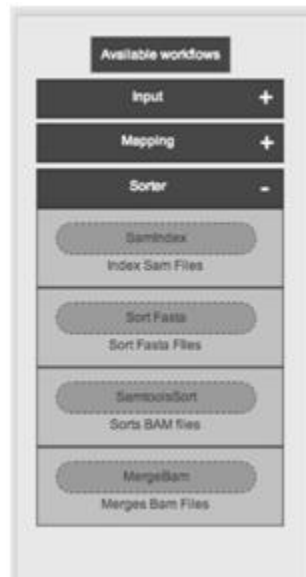 Available workflows
Input +
Mapping +
Sorter -
SamIndex
Index Sam Files
Sort Fasta
Sort Fasta Files
SamtoolsSort
Sorts BAM files
MergeBam
Merges Bam Files